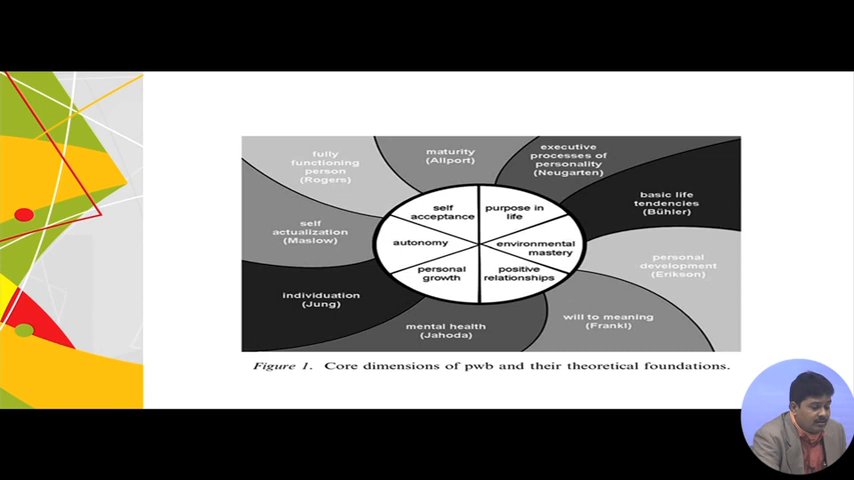 fully
functioning
person
(Rogers)
maturity
(Allport)
executive
processes of
personality
(Neugarten)
basic life
tendencies
(Bühler)
self
actualization
(Maslow)
self
acceptance
purpose in
life
autonomy
environmental
mastery
personal
growth
positive
relationships
personal
development
(Erikson)
individuation
(Jung)
mental health
(Jahoda)
will to meaning
(Frankl)
Figure 1. Core dimensions of pwb and their theoretical foundations.